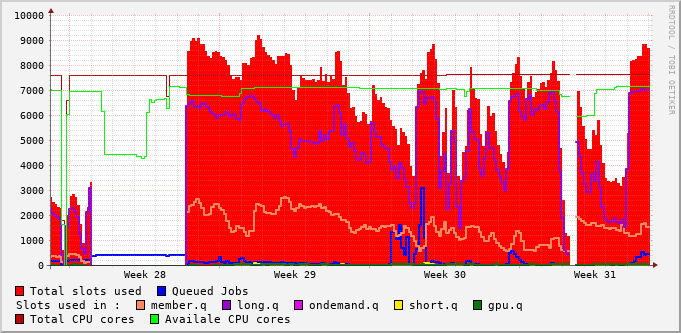 10000
9000
8000
7000
6000
5000
4000
3000
2000
1000
0
Week 28 Week 29 Week 30 Week 31
Total slots used Queued Jobs
Slots used in : member.q long.q ondemand.q short.q gpu.q
Total CPU cores Availale CPU cores
RRDTOOL / TOBI OETIKER